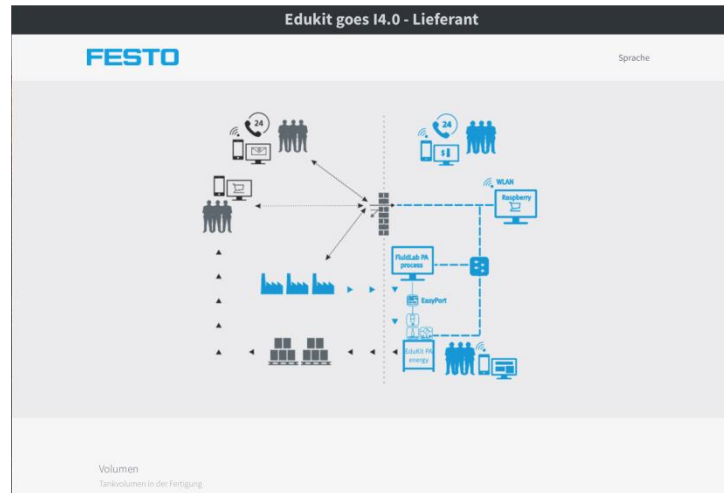 Edukit goes I4.0 - Lieferant
FESTO
Sprache
24
24
WLAN
Raspberry
FluidLab PA
process
EasyPort
EduKit PA
energy
Volumen
Tankvolumen in der Fertigung